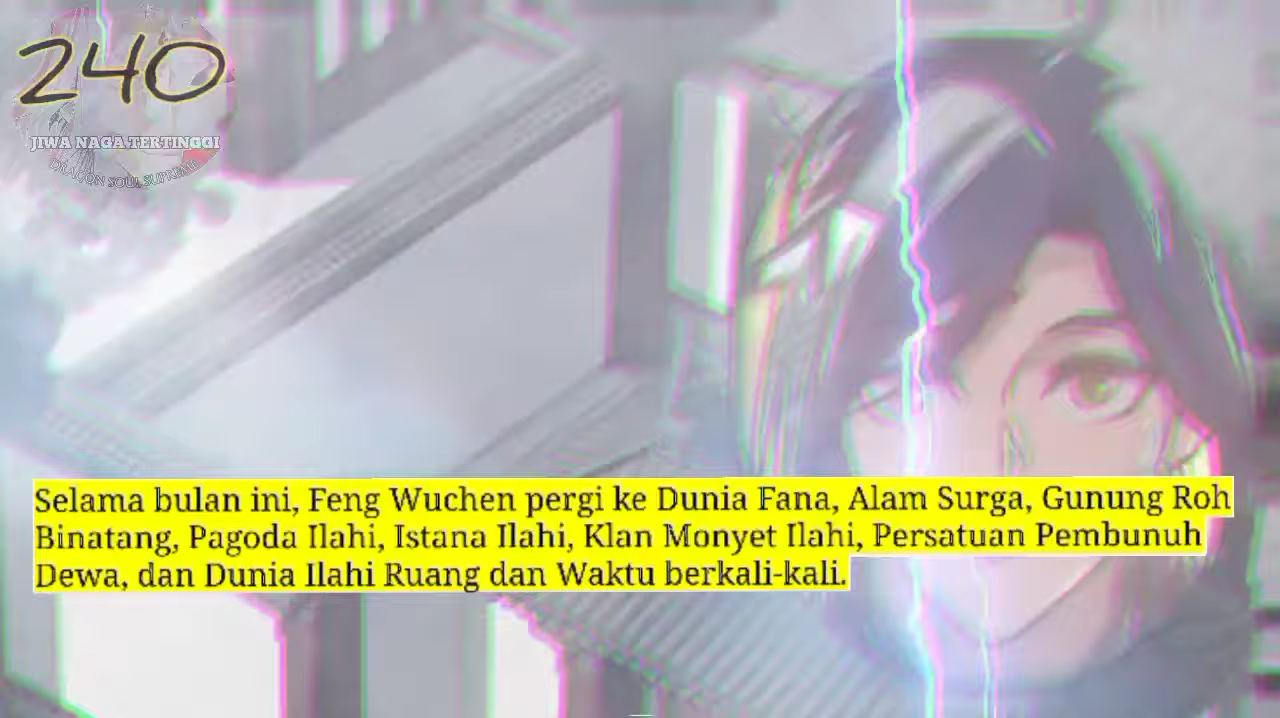 240
JIWA NAGA TERTINGGI
DRAGON SOUL SUPREME
Selama bulan ini, Feng Wuchen pergi ke Dunia Fana, Alam Surga, Gunung Roh
Binatang, Pagoda Ilahi, Istana Ilahi, Klan Monyet Ilahi, Persatuan Pembunuh
Dewa, dan Dunia Ilahi Ruang dan Waktu berkali-kali.